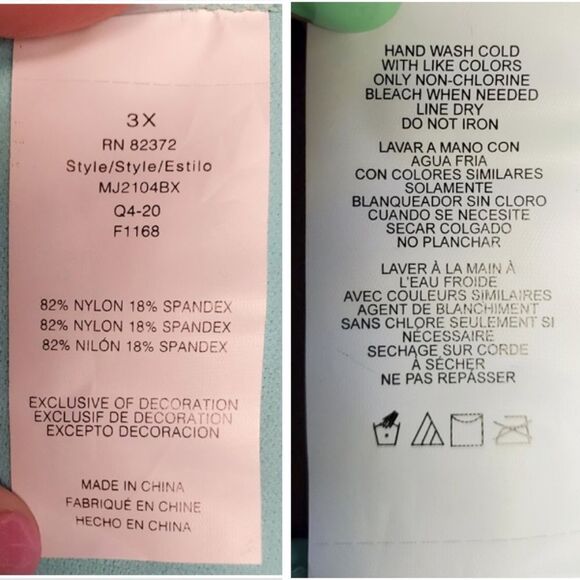 3X
RN 82372
Style/Style/Estilo
MJ2104BX
Q4-20
F1168
82% NYLON 18% SPANDEX
82% NYLON 18% SPANDEX
82% NILÓN 18% SPANDEX
EXCLUSIVE OF DECORATION
EXCLUSIF DE DECORATION
EXCEPTO DECORACION
MADE IN CHINA
FABRIQUÉ EN CHINE
HECHO EN CHINA
HAND WASH COLD
WITH LIKE COLORS
ONLY NON-CHLORINE
BLEACH WHEN NEEDED
LINE DRY
DO NOT IRON
LAVAR A MANO CON
AGUA FRIA
CON COLORES SIMILARES
SOLAMENTE
BLANQUEADOR SIN CLORO
CUANDO SE NECESITE
SECAR COLGADO
NO PLANCHAR
LAVER À LA MAIN À
L'EAU FROIDE
AVEC COULEURS SIMILAIRES
AGENT DE BLANCHIMENT
SANS CHLORE SEULEMENT SI
NÉCESSAIRE
SECHAGE SUR CORDE
À SÉCHER
NE PAS REPASSER